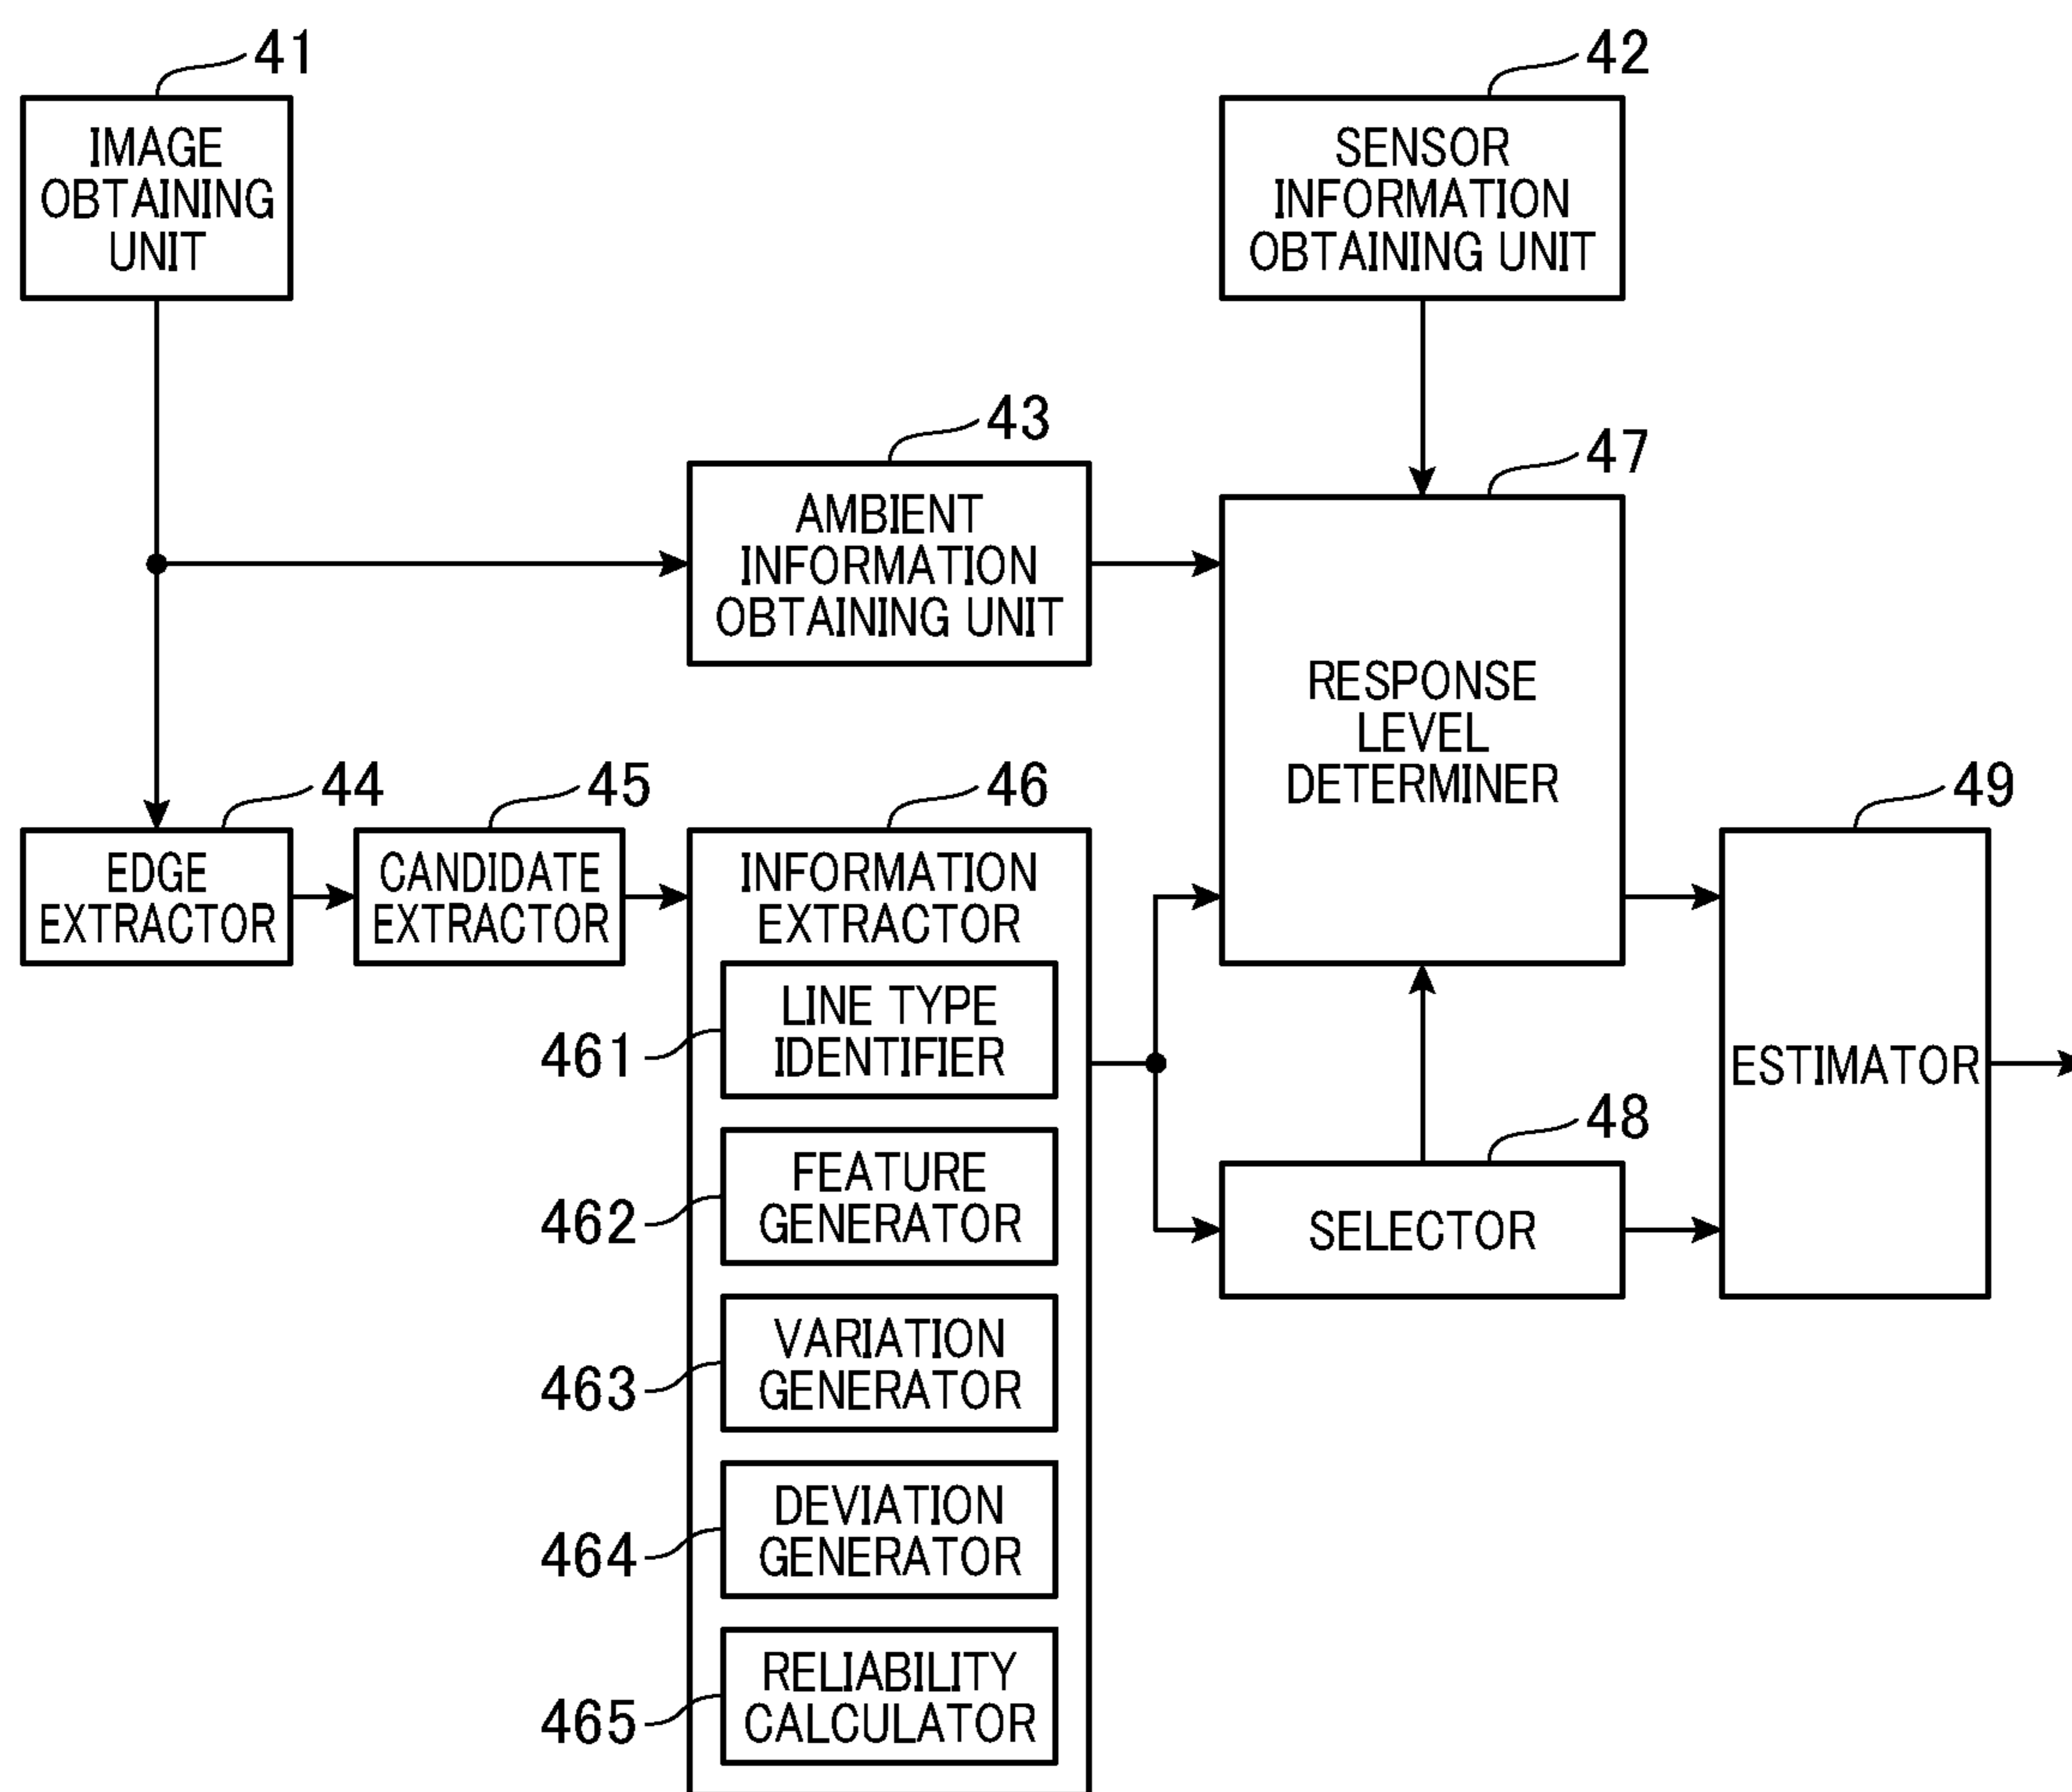 41
IMAGE
OBTAINING
UNIT
42
SENSOR
INFORMATION
OBTAINING UNIT
43
AMBIENT
INFORMATION
OBTAINING UNIT
47
RESPONSE
LEVEL
DETERMINER
44
EDGE
EXTRACTOR
45
CANDIDATE
EXTRACTOR
46
INFORMATION
EXTRACTOR
461
LINE TYPE
IDENTIFIER
462
FEATURE
GENERATOR
463
VARIATION
GENERATOR
464
DEVIATION
GENERATOR
465
RELIABILITY
CALCULATOR
48
SELECTOR
49
ESTIMATOR